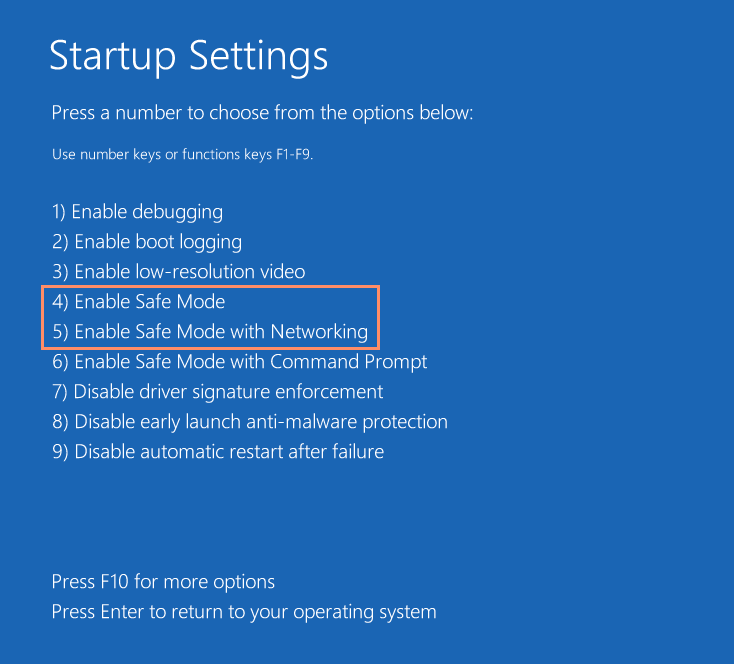 Startup Settings
Press a number to choose from the options below:
Use number keys or functions keys F1-F9.
1) Enable debugging
2) Enable boot logging
3) Enable low-resolution video
4) Enable Safe Mode
5) Enable Safe Mode with Networking
6) Enable Safe Mode with Command Prompt
7) Disable driver signature enforcement
8) Disable early launch anti-malware protection
9) Disable automatic restart after failure
Press F10 for more options
Press Enter to return to your operating system